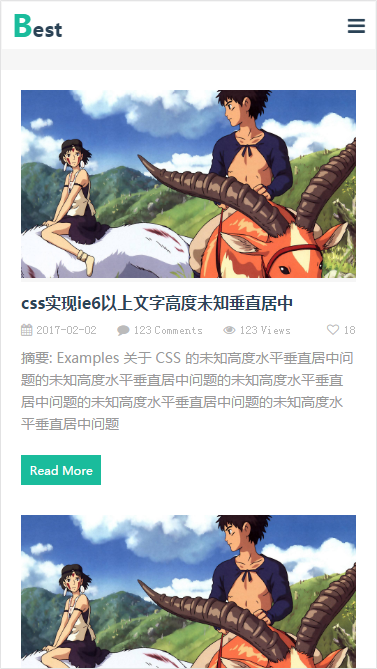 Best
css实现ie6以上文字高度未知垂直居中
2017-02-02 123 Comments 123 Views 18
摘要: Examples 关于 CSS 的未知高度水平垂直居中问
题的未知高度水平垂直居中问题的未知高度水平垂直
居中问题的未知高度水平垂直居中问题的未知高度水
平垂直居中问题
Read More